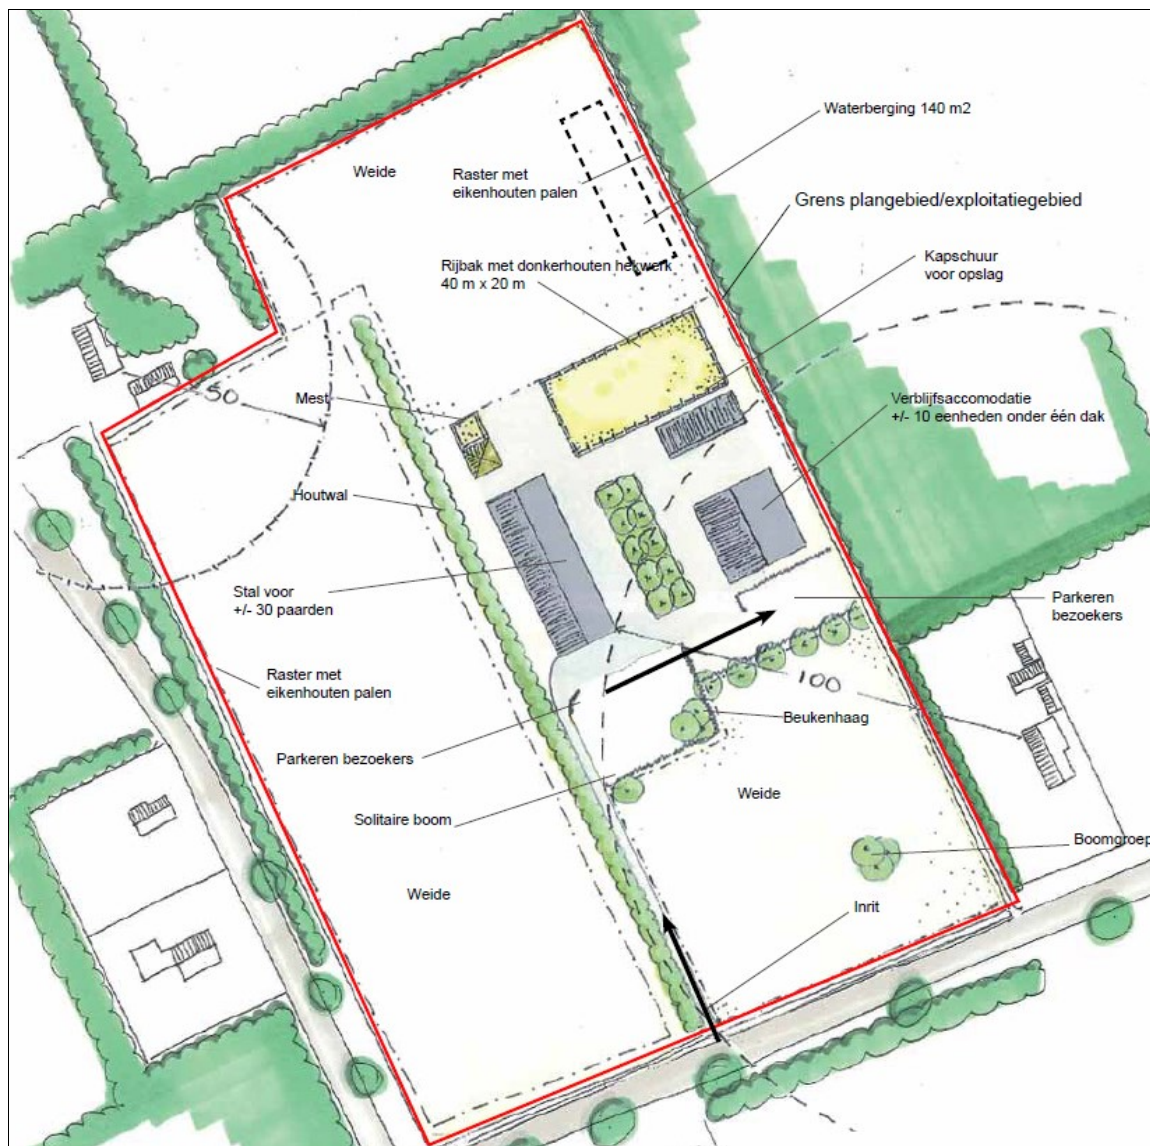 Waterberging 140 m2
Weide
Raster met
eikenhouten palen
Grens plangebied/exploitatiegebied
Kapschuur
voor opslag
Rijbak met donkerhouten hekwerk
40 m x 20 m
50
Mest
Verblijfsaccomodatie
+/- 10 eenheden onder één dak
Houtwal
Stal voor
+/- 30 paarden
Parkeren
bezoekers
Raster met
eikenhouten palen
100
Beukenhaag
Parkeren bezoekers
Weide
Solitaire boom
Boomgroep
Weide
Inrit